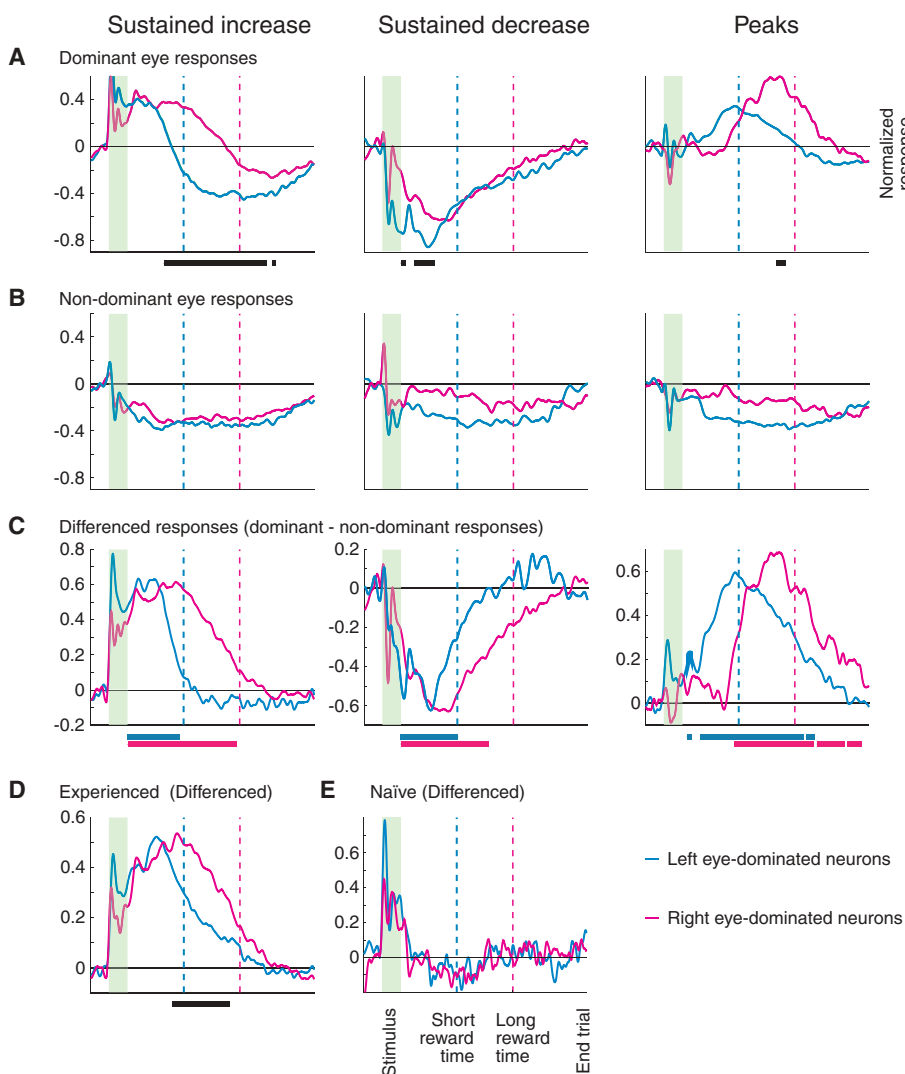 Sustained increase
Sustained decrease
Peaks
A
Dominant eye responses
0.4
0
-0.4
-0.8
Normalized
response
B
Non-dominant eye responses
0.4
0
-0.4
-0.8
C
Differenced responses (dominant - non-dominant responses)
0.8
0.6
0.4
0.2
0
-0.2
0.2
0
-0.2
-0.4
-0.6
0.6
0.4
0.2
0
D
Experienced (Differenced)
0.6
0.4
0.2
0
E
Naïve (Differenced)
0.8
0.6
0.4
0.2
0
Left eye-dominated neurons
Right eye-dominated neurons
Stimulus
Short
reward
time
Long
reward
time
End trial